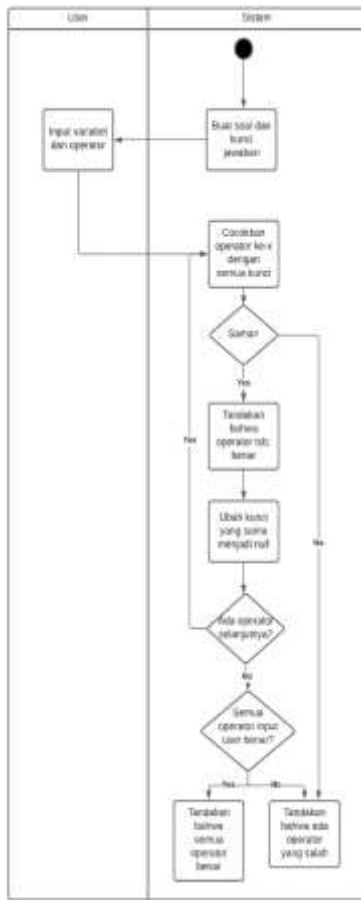 User
Sistem
Input variabel
dan operator
Buat soal dan
kunci
jawaban
Cocokkan
operator ke-x
dengan
semua kunci
Sama?
Yes
Tandakan
bahwa
operator tsb.
benar
Yes
Ubah kunci
yang sama
menjadi null
No
Ada operator
selanjutnya?
No
Semua
operator input
user benar?
Yes
No
Tandakan
bahwa
semua
operator
benar
Tandakan
bahwa ada
operator
yang salah